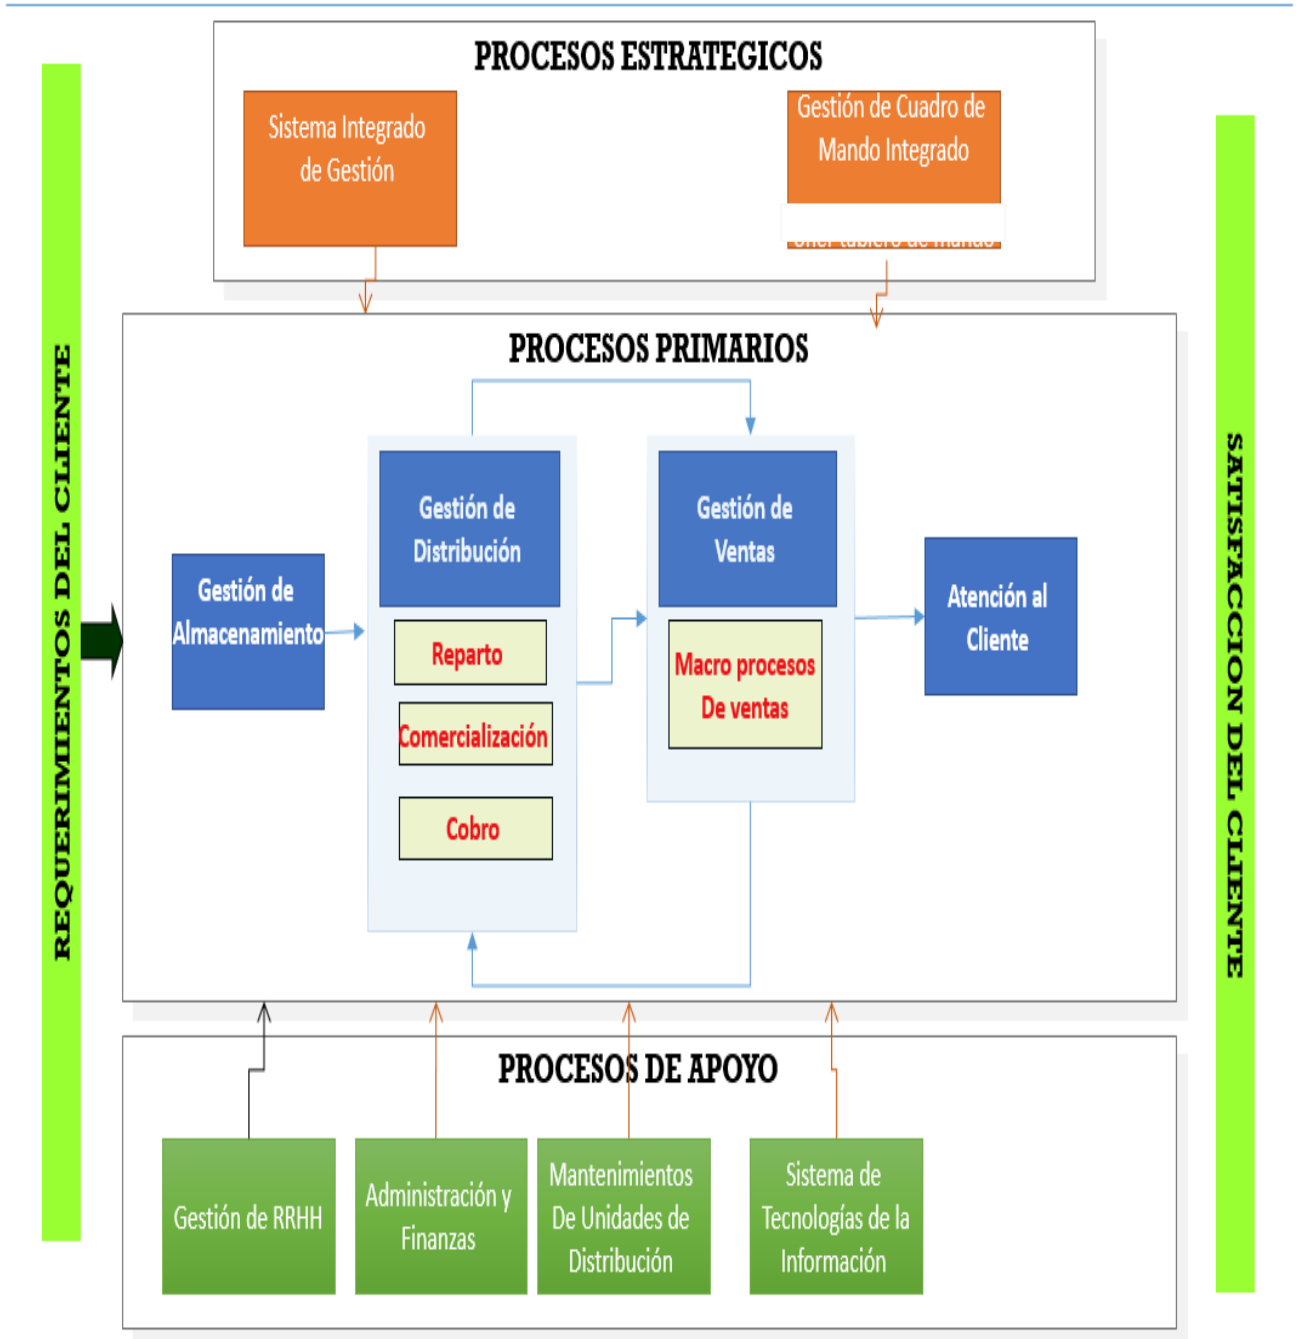 PROCESOS ESTRATEGICOS
Sistema Integrado
de Gestión
Gestión de Cuadro de
Mando Integrado
tablero de mando
REQUERIMIENTOS DEL CLIENTE
PROCESOS PRIMARIOS
Gestión de
Almacenamiento
Gestión de
Distribución
Reparto
Comercialización
Cobro
Gestión de
Ventas
Macro procesos
De ventas
Atención al
Cliente
SATISFACCION DEL CLIENTE
PROCESOS DE APOYO
Gestión de RRHH
Administración y
Finanzas
Mantenimientos
De Unidades de
Distribución
Sistema de
Tecnologías de la
Información